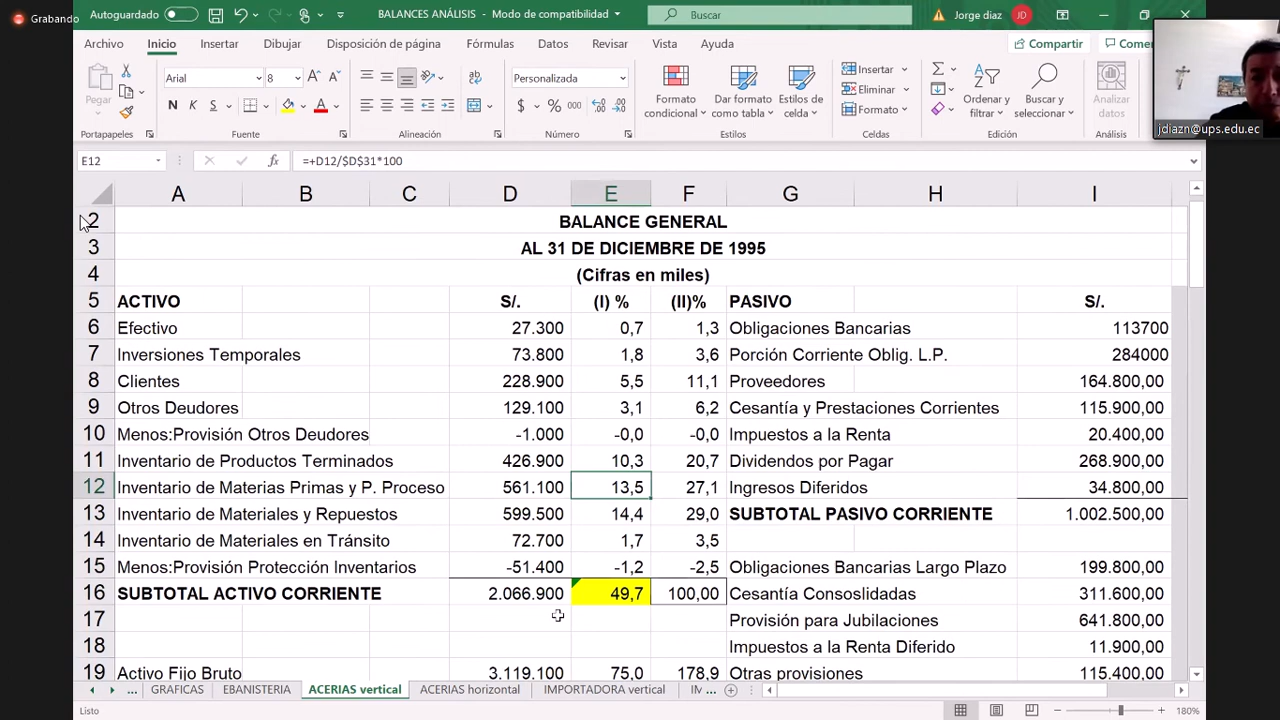 Grabando
Autoguardado
BALANCES ANÁLISIS - Modo de compatibilidad
Buscar
Jorge diaz
JD
Archivo Inicio Insertar Dibujar Disposición de página Fórmulas Datos Revisar Vista Ayuda
Compartir
Pegar
Arial 8
N K S
Personalizada
$ % 000
Formato condicional
Dar formato como tabla
Estilos de celda
Insertar
Eliminar
Formato
Ordenar y filtrar
Buscar y seleccionar
Analizar datos
Portapapeles Fuente Alineación Número Estilos Celdas Edición Análisis
jdiazn@ups.edu.ec
E12 fx =+D12/$D$31*100
A B C D E F G H I
2 BALANCE GENERAL
3 AL 31 DE DICIEMBRE DE 1995
4 (Cifras en miles)
5 ACTIVO S/. (I) % (II)% PASIVO S/.
6 Efectivo 27.300 0,7 1,3 Obligaciones Bancarias 113700
7 Inversiones Temporales 73.800 1,8 3,6 Porción Corriente Oblig. L.P. 284000
8 Clientes 228.900 5,5 11,1 Proveedores 164.800,00
9 Otros Deudores 129.100 3,1 6,2 Cesantía y Prestaciones Corrientes 115.900,00
10 Menos:Provisión Otros Deudores -1.000 -0,0 -0,0 Impuestos a la Renta 20.400,00
11 Inventario de Productos Terminados 426.900 10,3 20,7 Dividendos por Pagar 268.900,00
12 Inventario de Materias Primas y P. Proceso 561.100 13,5 27,1 Ingresos Diferidos 34.800,00
13 Inventario de Materiales y Repuestos 599.500 14,4 29,0 SUBTOTAL PASIVO CORRIENTE 1.002.500,00
14 Inventario de Materiales en Tránsito 72.700 1,7 3,5
15 Menos:Provisión Protección Inventarios -51.400 -1,2 -2,5 Obligaciones Bancarias Largo Plazo 199.800,00
16 SUBTOTAL ACTIVO CORRIENTE 2.066.900 49,7 100,00 Cesantía Consoslidadas 311.600,00
17 Provisión para Jubilaciones 641.800,00
18 Impuestos a la Renta Diferido 11.900,00
19 Activo Fijo Bruto 3.119.100 75,0 178,9 Otras provisiones 115.400,00
... GRAFICAS EBANISTERIA ACERIAS vertical ACERIAS horizontal IMPORTADORA vertical IM ...
Listo
180%